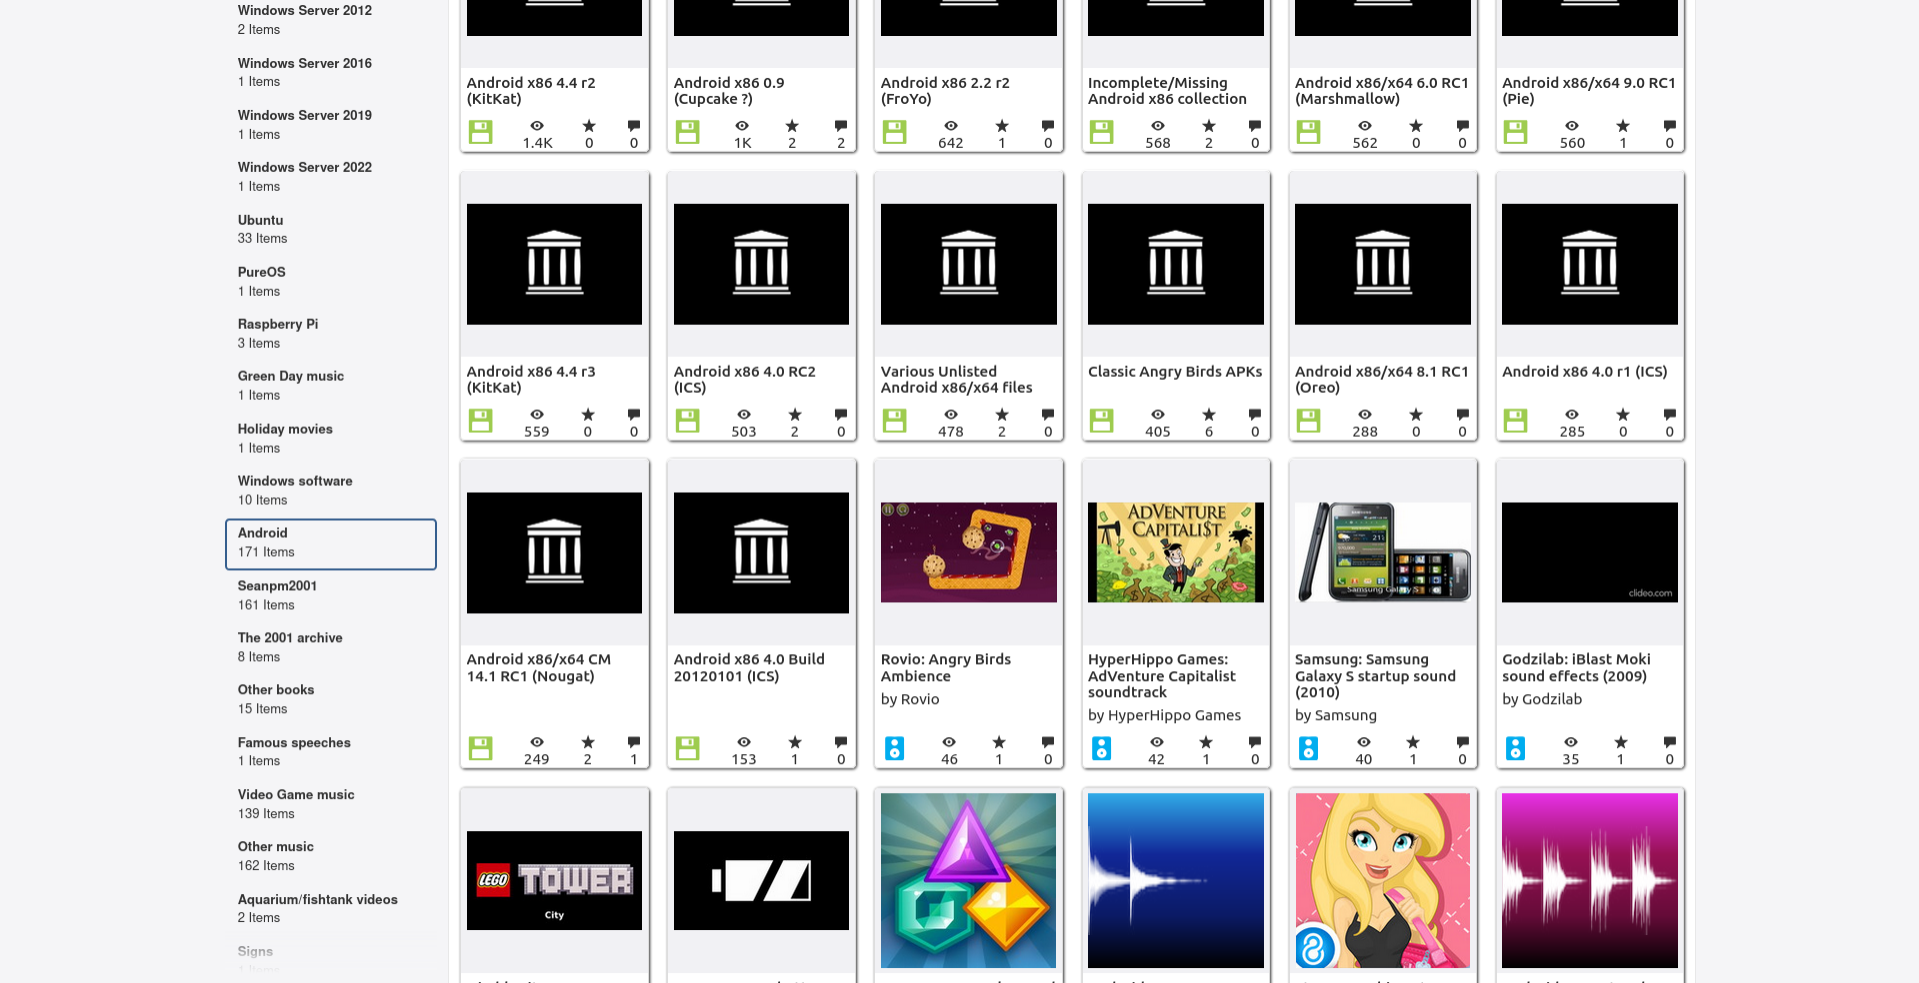 Windows Server 2012
2 Items
Windows Server 2016
1 Items
Windows Server 2019
1 Items
Windows Server 2022
1 Items
Ubuntu
33 Items
PureOS
1 Items
Raspberry Pi
3 Items
Green Day music
1 Items
Holiday movies
1 Items
Windows software
10 Items
Android
171 Items
Seanpm2001
161 Items
The 2001 archive
8 Items
Other books
15 Items
Famous speeches
1 Items
Video Game music
139 Items
Other music
162 Items
Aquarium/fishtank videos
2 Items
Signs
1 Items
Android x86 4.4 r2
(KitKat)
1.4K 0 0
Android x86 0.9
(Cupcake ?)
1K 2 2
Android x86 2.2 r2
(FroYo)
642 1 0
Incomplete/Missing
Android x86 collection
568 2 0
Android x86/x64 6.0 RC1
(Marshmallow)
562 0 0
Android x86/x64 9.0 RC1
(Pie)
560 1 0
Android x86 4.4 r3
(KitKat)
559 0 0
Android x86 4.0 RC2
(ICS)
503 2 0
Various Unlisted
Android x86/x64 files
478 2 0
Classic Angry Birds APKs
405 6 0
Android x86/x64 8.1 RC1
(Oreo)
288 0 0
Android x86 4.0 r1 (ICS)
285 0 0
Android x86/x64 CM
14.1 RC1 (Nougat)
249 2 1
Android x86 4.0 Build
20120101 (ICS)
153 1 0
Rovio: Angry Birds
Ambience
by Rovio
46 1 0
ADVENTURE
CAPITALI$T
HyperHippo Games:
AdVenture Capitalist
soundtrack
by HyperHippo Games
42 1 0
Samsung Galaxy S
Samsung: Samsung
Galaxy S startup sound
(2010)
by Samsung
40 1 0
clideo.com
Godzilab: iBlast Moki
sound effects (2009)
by Godzilab
35 1 0
LEGO TOWER
City